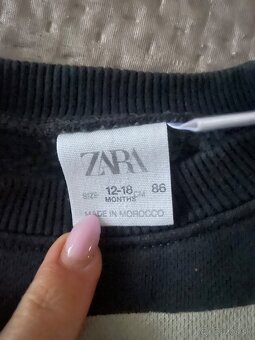 ZARA
SIZE: 12-18 CM 86
MONTHS
MADE IN MOROCCO